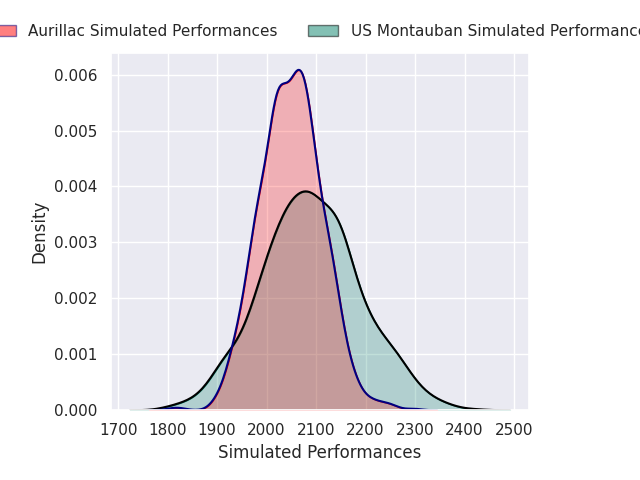 Aurillac Simulated Performances US Montauban Simulated Performanc
0.006
0.005
0.004
0.003
0.002
0.001
0.000
Density
1700 1800 1900 2000 2100 2200 2300 2400 2500
Simulated Performances